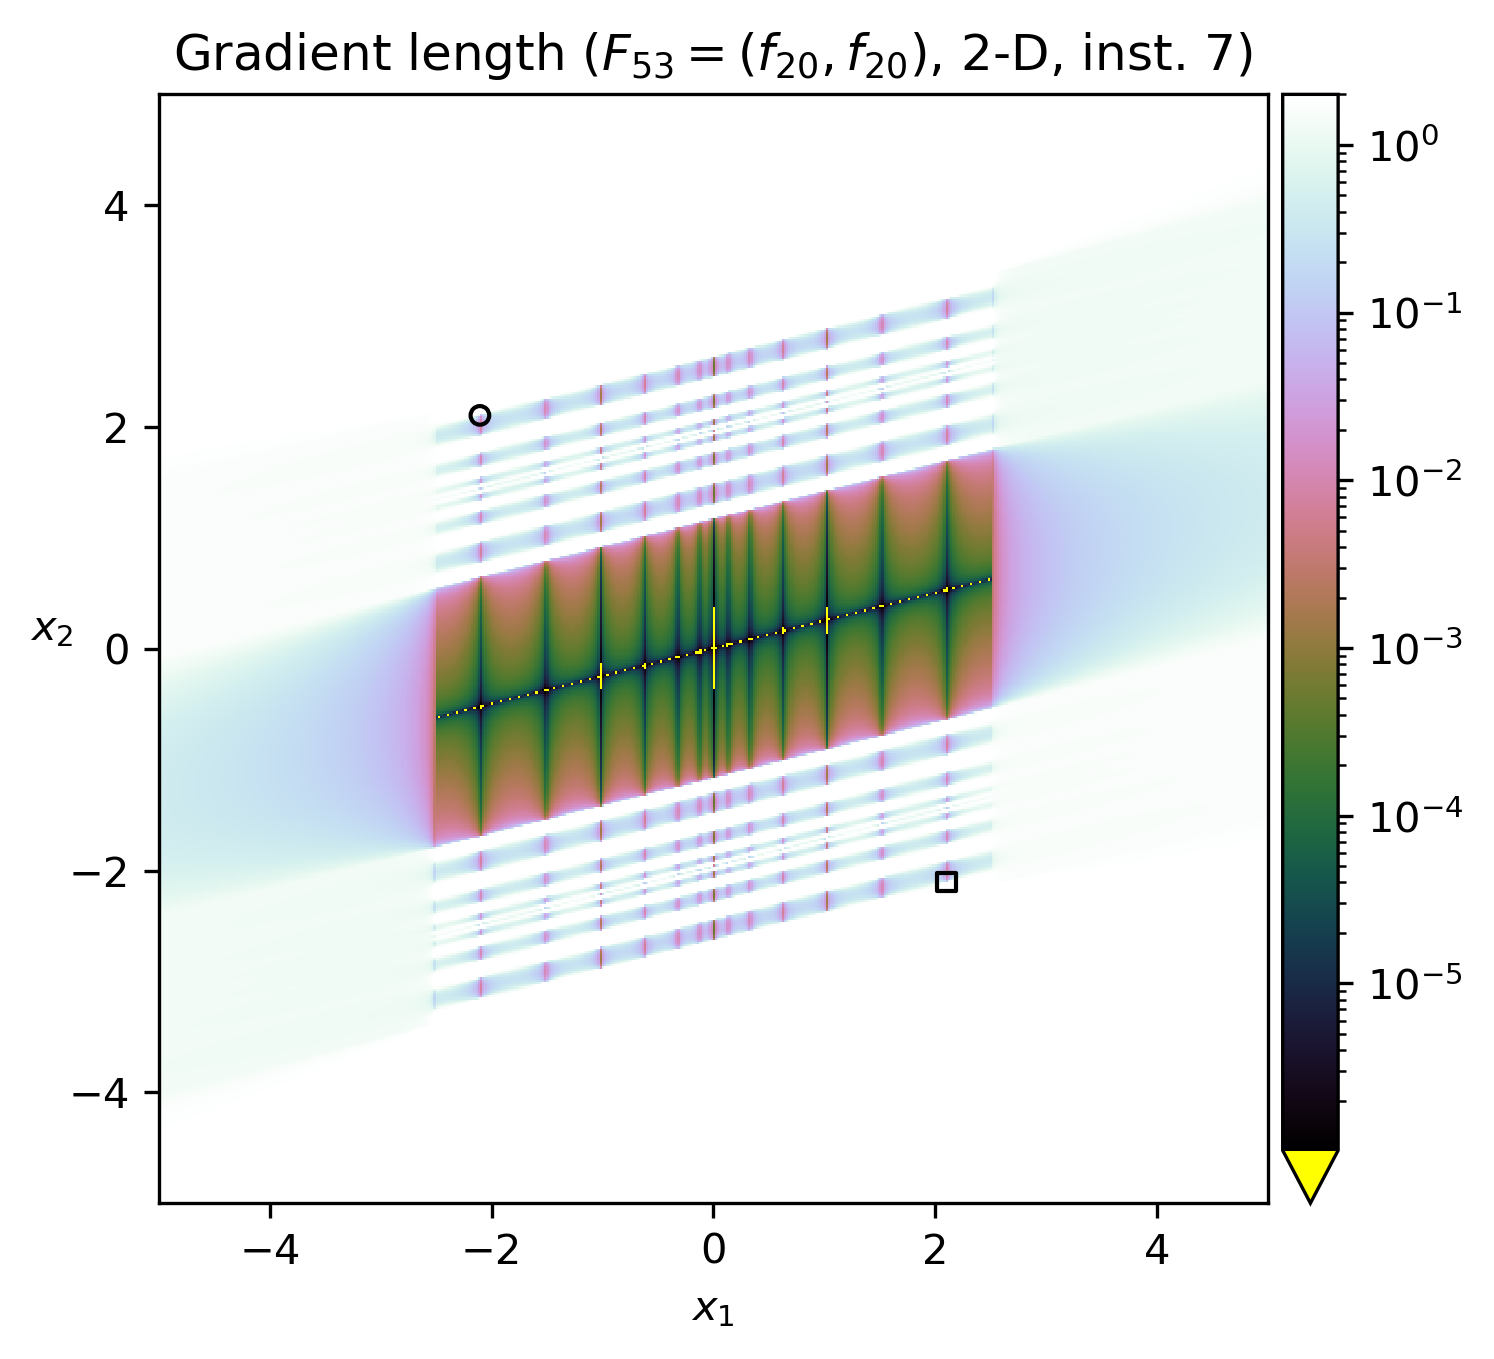 Gradient length (F₅₃ = (f₂₀, f₂₀), 2-D, inst. 7)
4
2
0
−2
−4
x₂
−4 −2 0 2 4
x₁
10⁰
10⁻¹
10⁻²
10⁻³
10⁻⁴
10⁻⁵